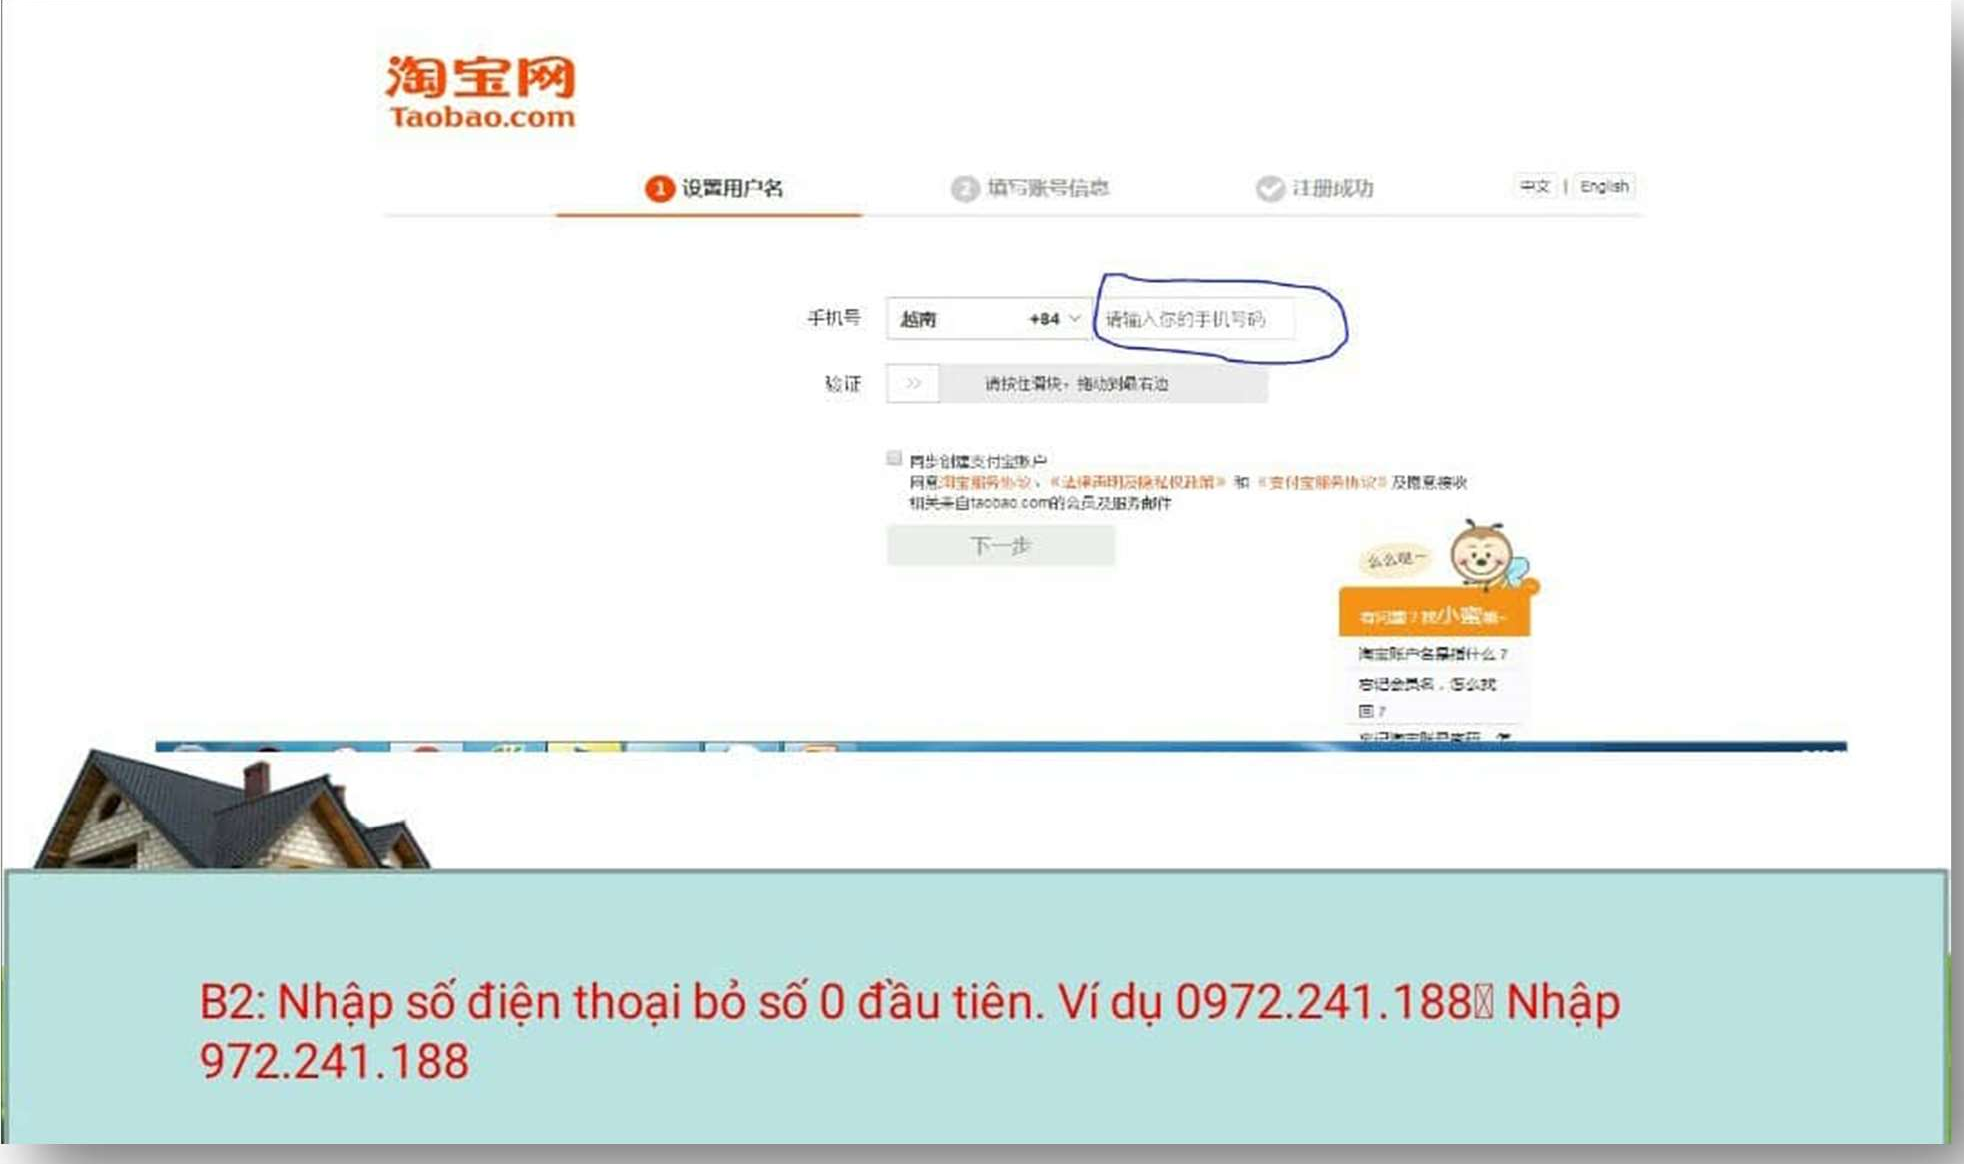 淘宝网
Taobao.com
1 设置用户名
2 填写账号信息
注册成功
中文 | English
手机号 越南 +84 请输入你的手机号码
验证 >> 请按住滑块,拖动到最右边
同步创建支付宝账户
同意淘宝服务协议、《法律声明及隐私权政策》和《支付宝服务协议》及愿意接收
相关来自taobao.com的会员及服务邮件
下一步
么么哒~
有问题?找小蜜
淘宝账户名是指什么?
忘记会员名,怎么找
回?
B2: Nhập số điện thoại bỏ số 0 đầu tiên. Ví dụ 0972.241.188 Nhập
972.241.188